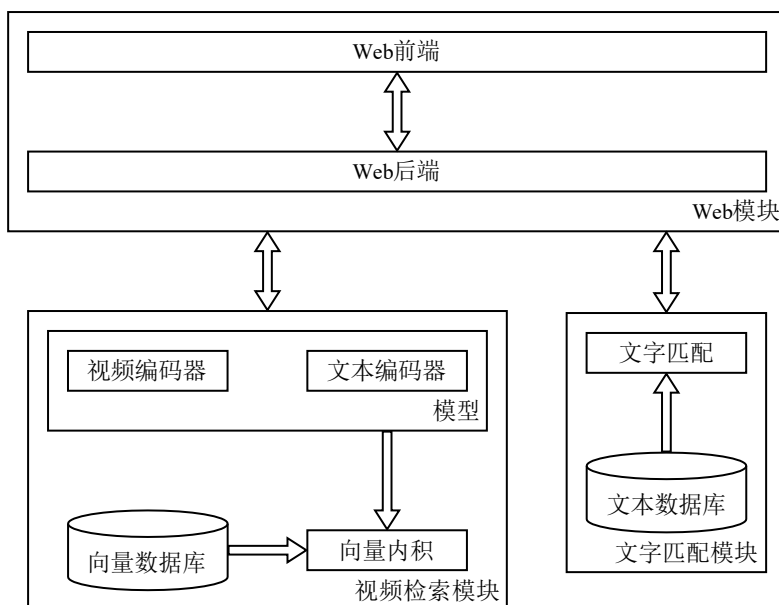 Web前端
Web后端
Web模块
视频编码器
文本编码器
模型
向量数据库
向量内积
视频检索模块
文字匹配
文本数据库
文字匹配模块